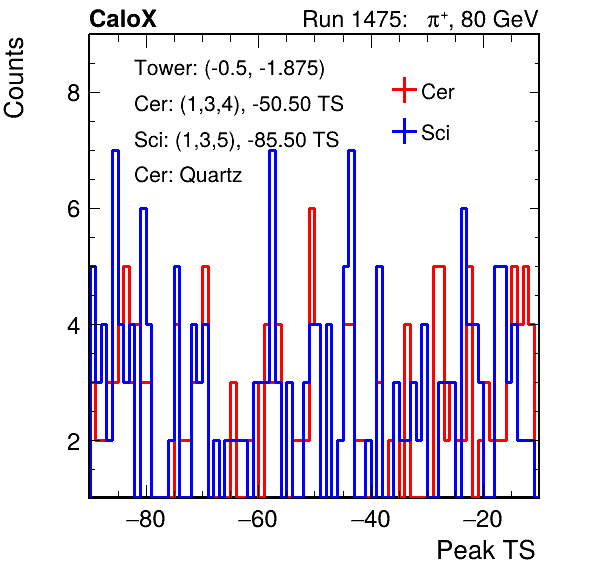 CaloX Run 1475: π⁺, 80 GeV
Counts
Tower: (-0.5, -1.875)
Cer: (1,3,4), -50.50 TS
Sci: (1,3,5), -85.50 TS
Cer: Quartz
Cer
Sci
8
6
4
2
−80 −60 −40 −20
Peak TS